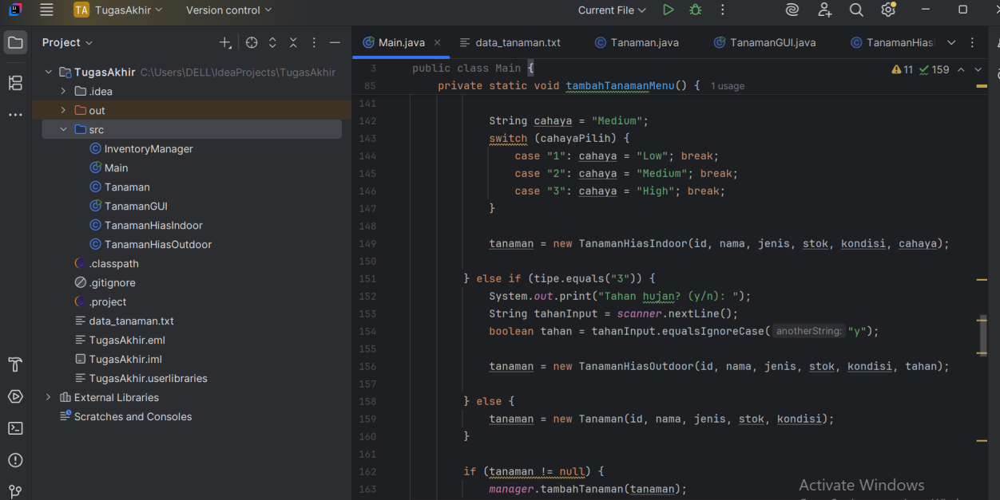 TA TugasAkhir Version control Current File
Project
Main.java data_tanaman.txt Tanaman.java TanamanGUI.java TanamanHias
TugasAkhir C:\Users\DELL\IdeaProjects\TugasAkhir
.idea
out
src
InventoryManager
Main
Tanaman
TanamanGUI
TanamanHiasIndoor
TanamanHiasOutdoor
.classpath
.gitignore
.project
data_tanaman.txt
TugasAkhir.eml
TugasAkhir.iml
TugasAkhir.userlibraries
External Libraries
Scratches and Consoles
3 public class Main {
11 159
85 private static void tambahTanamanMenu() { 1 usage
141
142 String cahaya = "Medium";
143 switch (cahayaPilih) {
144 case "1": cahaya = "Low"; break;
145 case "2": cahaya = "Medium"; break;
146 case "3": cahaya = "High"; break;
147 }
148
149 tanaman = new TanamanHiasIndoor(id, nama, jenis, stok, kondisi, cahaya);
150
151 } else if (tipe.equals("3")) {
152 System.out.print("Tahan hujan? (y/n): ");
153 String tahanInput = scanner.nextLine();
154 boolean tahan = tahanInput.equalsIgnoreCase( anotherString: "y");
155
156 tanaman = new TanamanHiasOutdoor(id, nama, jenis, stok, kondisi, tahan);
157
158 } else {
159 tanaman = new Tanaman(id, nama, jenis, stok, kondisi);
160 }
161
162 if (tanaman != null) {
163 manager.tambahTanaman(tanaman);
Activate Windows